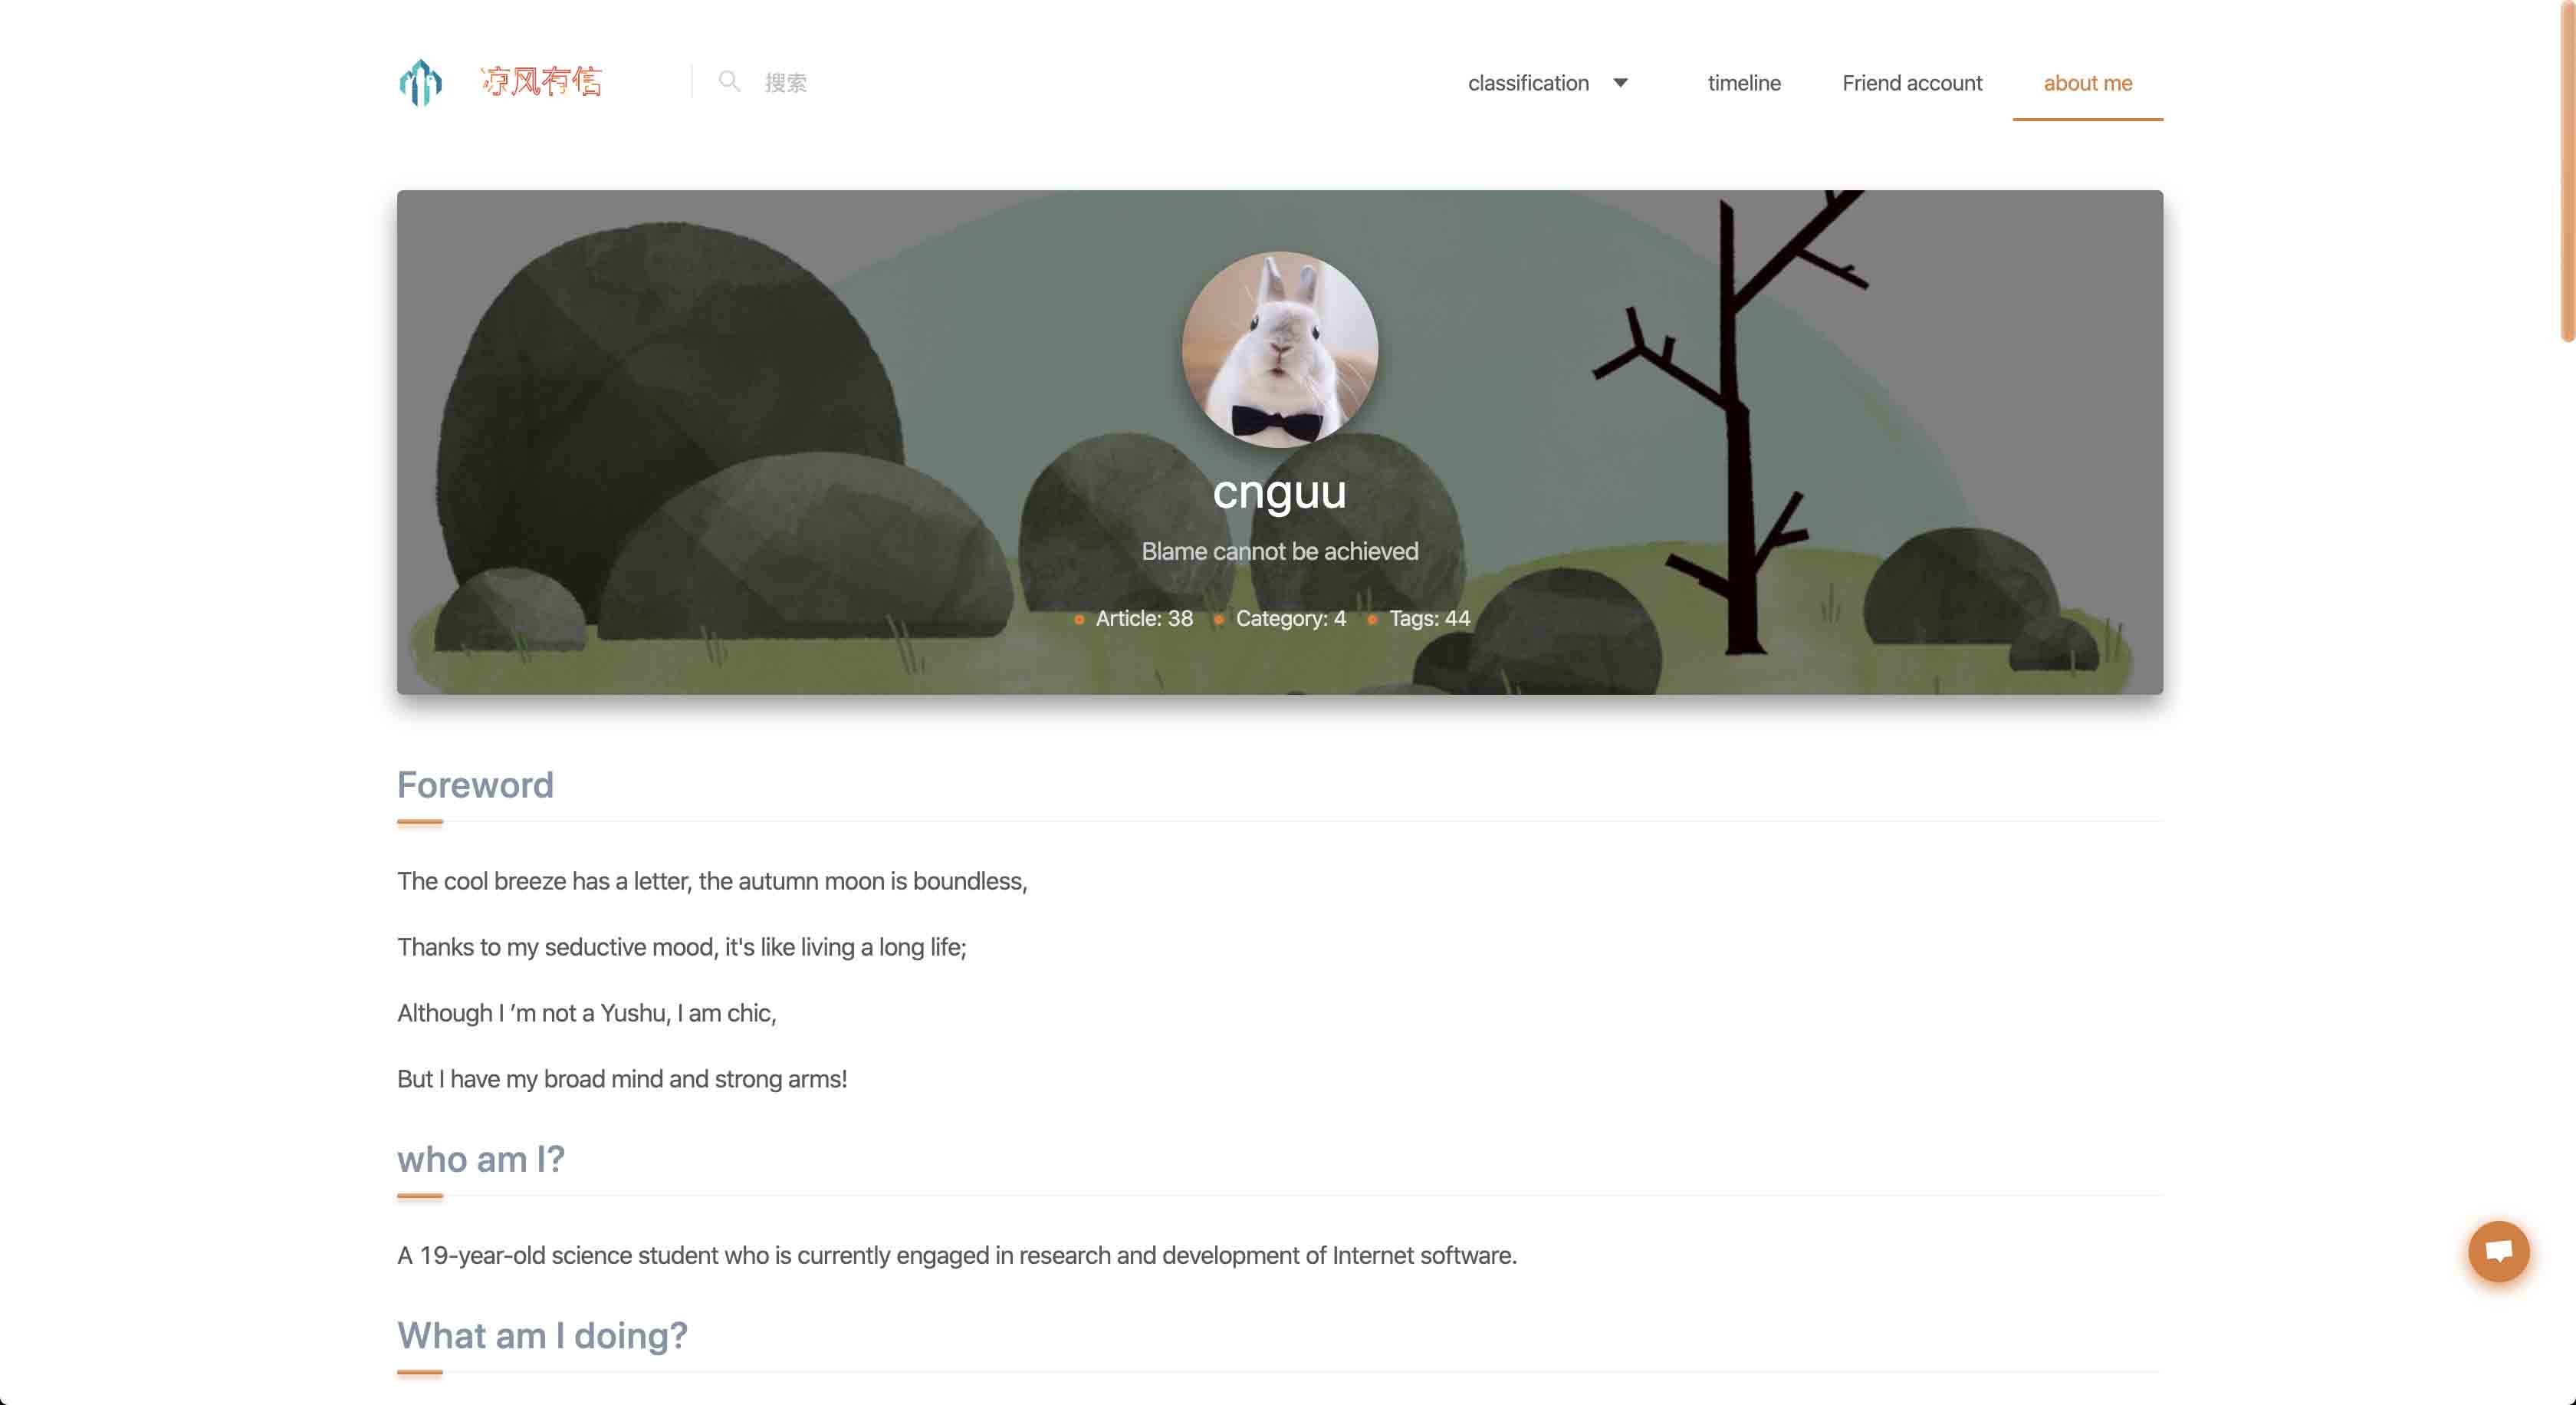 凉风有信
搜索
classification
timeline
Friend account
about me
cnguu
Blame cannot be achieved
Article: 38 Category: 4 Tags: 44
Foreword
The cool breeze has a letter, the autumn moon is boundless,
Thanks to my seductive mood, it's like living a long life;
Although I ’m not a Yushu, I am chic,
But I have my broad mind and strong arms!
who am I?
A 19-year-old science student who is currently engaged in research and development of Internet software.
What am I doing?